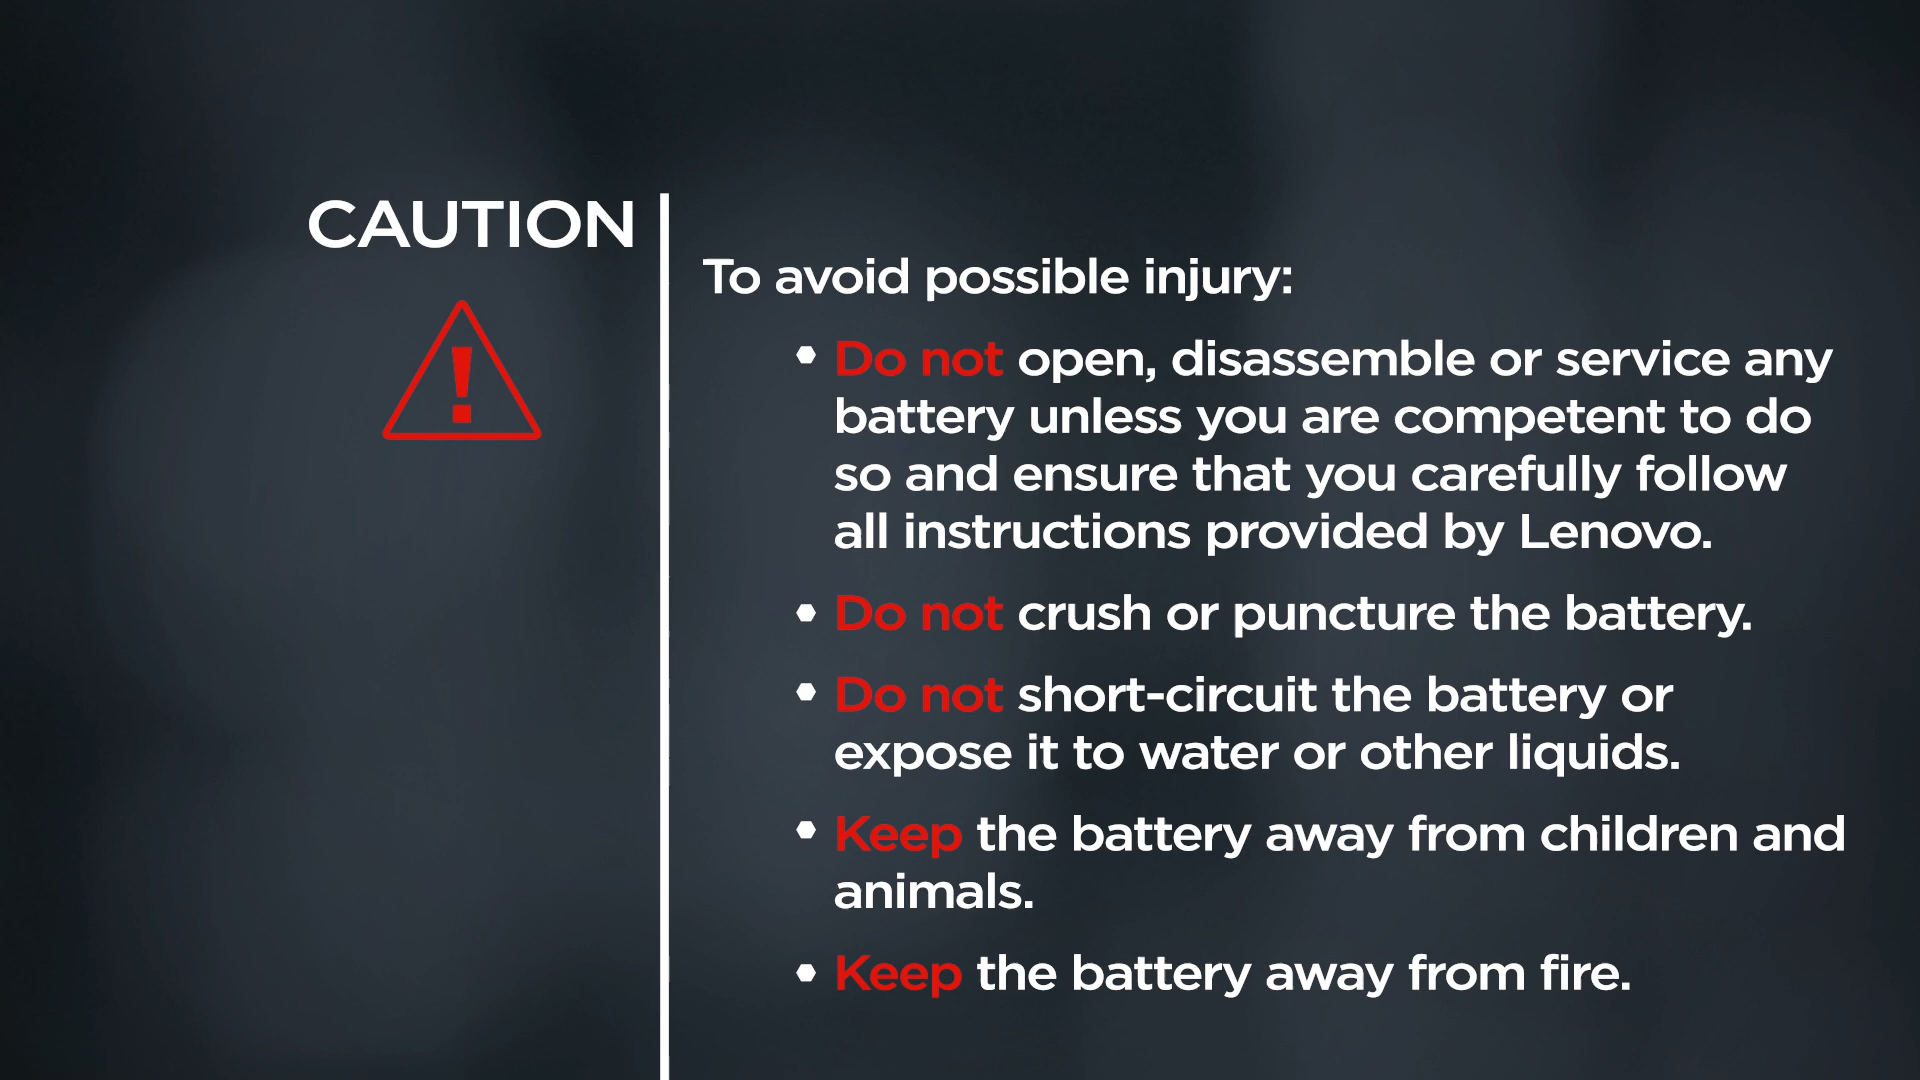 CAUTION
To avoid possible injury:
• Do not open, disassemble or service any
battery unless you are competent to do
so and ensure that you carefully follow
all instructions provided by Lenovo.
• Do not crush or puncture the battery.
• Do not short-circuit the battery or
expose it to water or other liquids.
• Keep the battery away from children and
animals.
• Keep the battery away from fire.